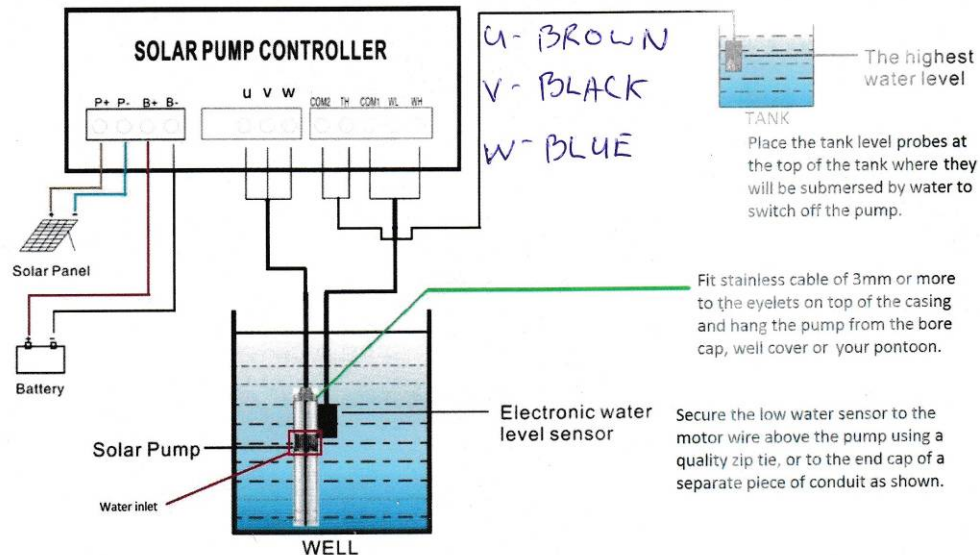 SOLAR PUMP CONTROLLER
P+ P- B+ B-
u v w
COM2 TH COM1 WL WH
U- BROWN
V- BLACK
W- BLUE
The highest
water level
TANK
Place the tank level probes at
the top of the tank where they
will be submersed by water to
switch off the pump.
Solar Panel
Battery
Fit stainless cable of 3mm or more
to the eyelets on top of the casing
and hang the pump from the bore
cap, well cover or your pontoon.
Solar Pump
Water inlet
Electronic water
level sensor
Secure the low water sensor to the
motor wire above the pump using a
quality zip tie, or to the end cap of a
separate piece of conduit as shown.
WELL